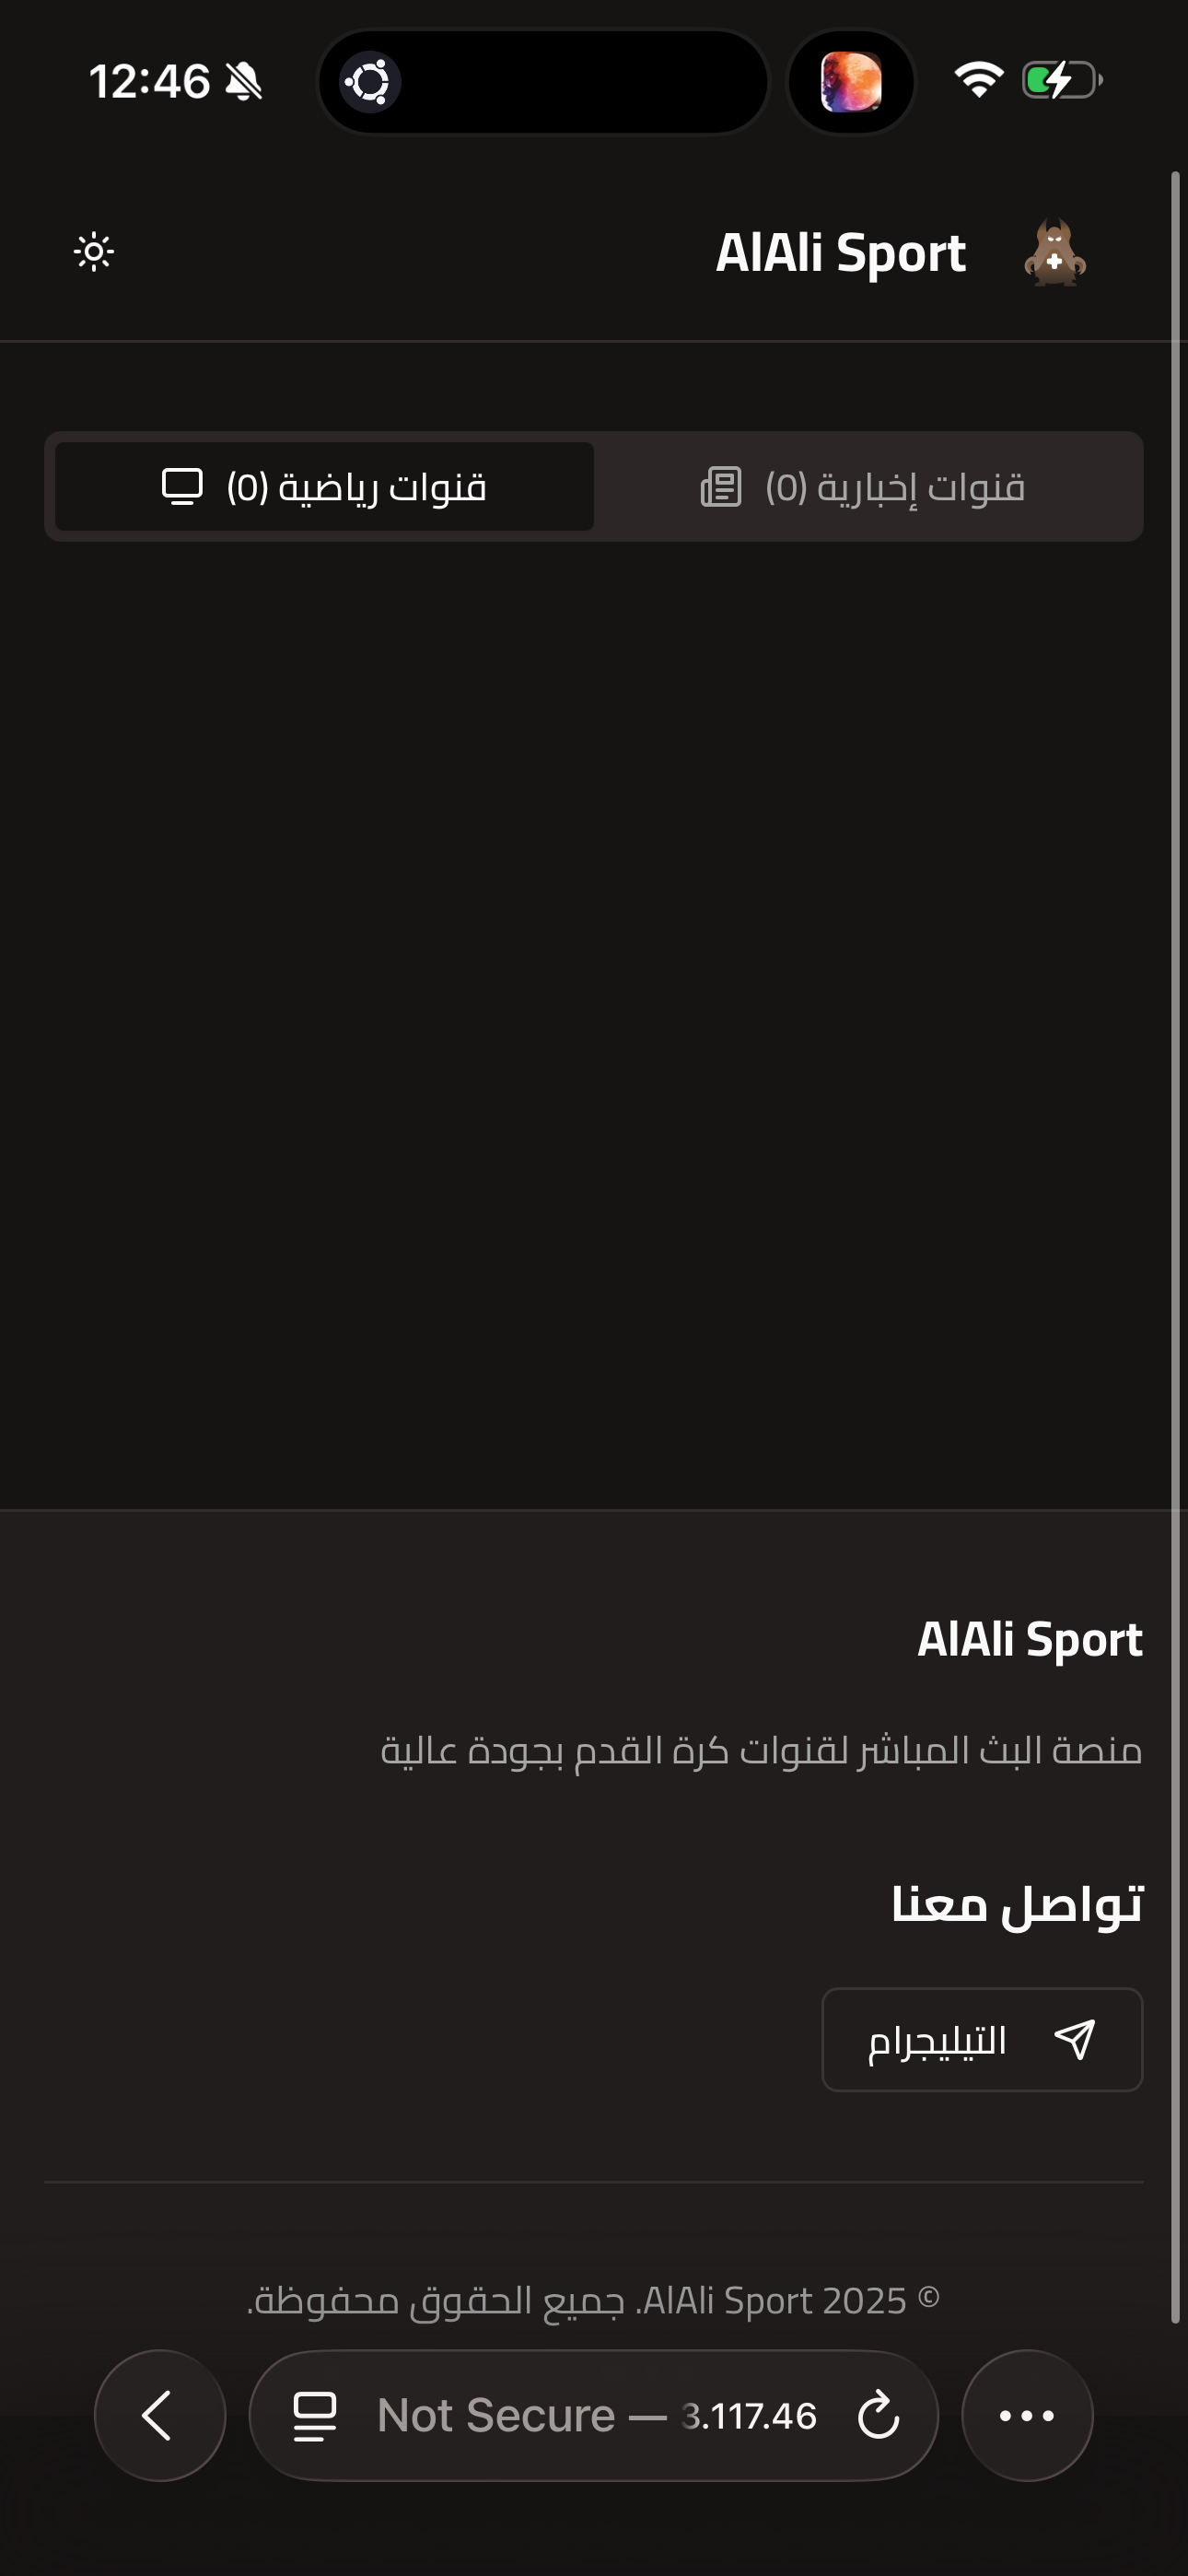 12:46
AlAli Sport
قنوات إخبارية (0)
قنوات رياضية (0)
AlAli Sport
منصة البث المباشر لقنوات كرة القدم بجودة عالية
تواصل معنا
التيليجرام
© 2025 AlAli Sport. جميع الحقوق محفوظة.
Not Secure — 3.117.46